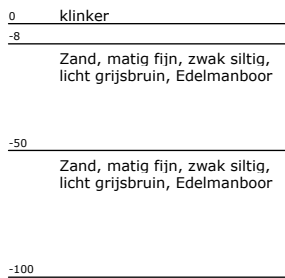 0 klinker
-8
Zand, matig fijn, zwak siltig,
licht grijsbruin, Edelmanboor
-50
Zand, matig fijn, zwak siltig,
licht grijsbruin, Edelmanboor
-100